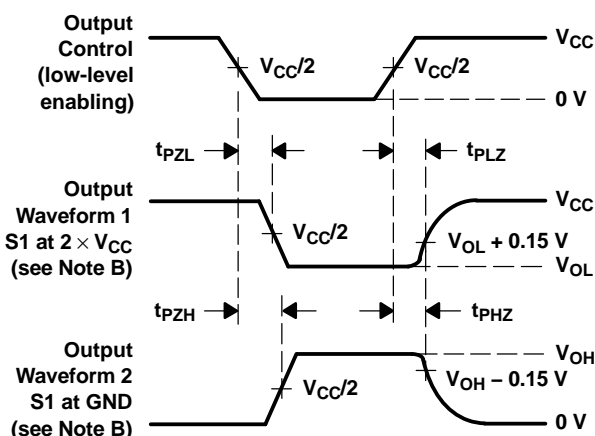 Output
Control
(low-level
enabling)
VCC/2
VCC/2
VCC
0 V
tPZL
tPLZ
Output
Waveform 1
S1 at 2 × VCC
(see Note B)
VCC/2
VCC
VOL + 0.15 V
VOL
tPZH
tPHZ
Output
Waveform 2
S1 at GND
(see Note B)
VCC/2
VOH
VOH − 0.15 V
0 V